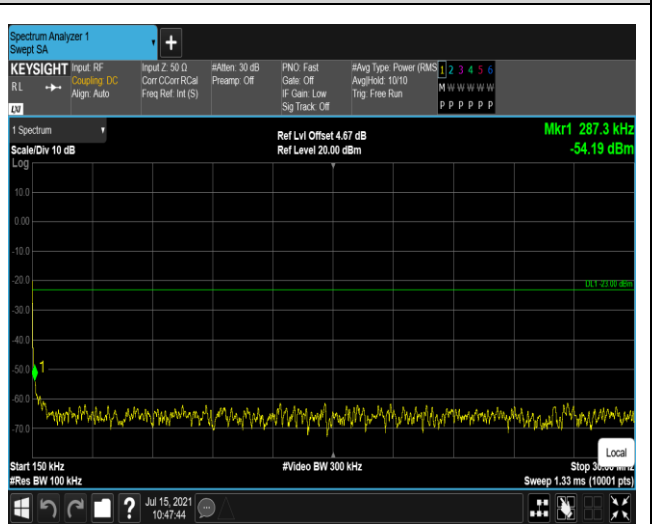 Spectrum Analyzer 1
Swept SA
+
KEYSIGHT Input: RF Input Z: 50 Ω #Atten: 30 dB PNO: Fast #Avg Type: Power (RMS 1 2 3 4 5 6
RL Coupling: DC Corr CCorr RCal Preamp: Off Gate: Off Avg|Hold: 10/10 M W W W W W
Align: Auto Freq Ref: Int (S) IF Gain: Low Trig: Free Run
LXI Sig Track: Off P P P P P P
1 Spectrum Ref Lvl Offset 4.67 dB Mkr1 287.3 kHz
Scale/Div 10 dB Ref Level 20.00 dBm -54.19 dBm
Log
10.0
0.00
-10.0
-20.0
DL1 -23.00 dBm
-30.0
-40.0
-50.0 1
-60.0
-70.0
Local
Start 150 kHz #Video BW 300 kHz Stop
#Res BW 100 kHz Sweep 1.33 ms (10001 pts)
? Jul 15, 2021
10:47:44